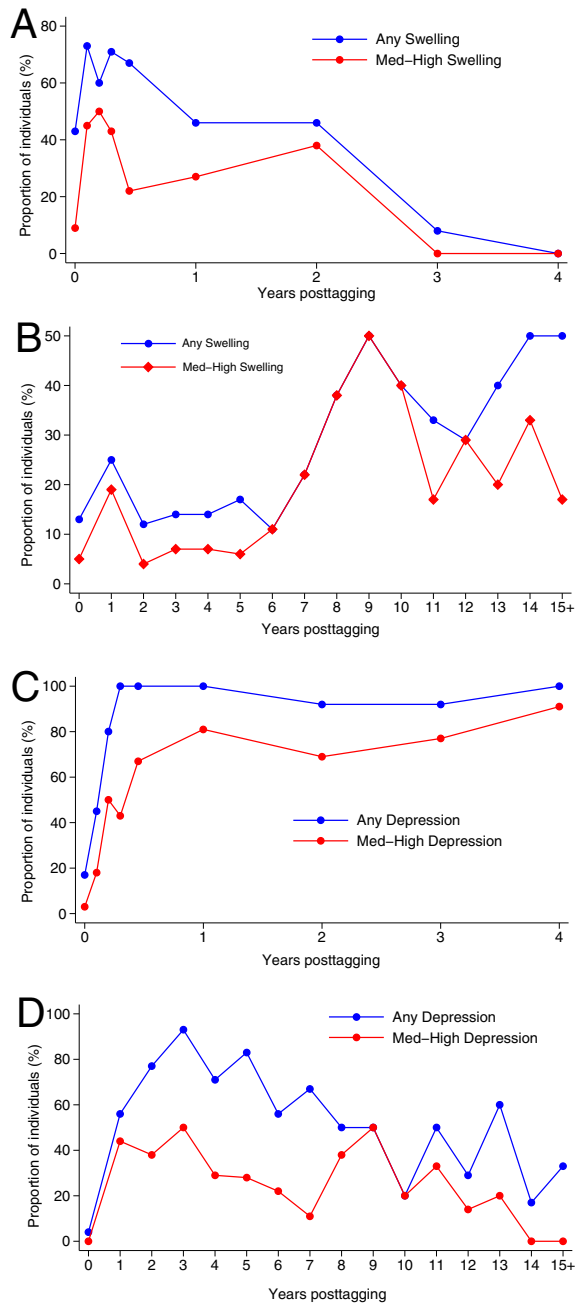 A
80
60
40
20
0
Proportion of individuals (%)
Any Swelling
Med–High Swelling
0 1 2 3 4
Years posttagging
B
50
40
30
20
10
0
Proportion of individuals (%)
Any Swelling
Med–High Swelling
0 1 2 3 4 5 6 7 8 9 10 11 12 13 14 15+
Years posttagging
C
100
80
60
40
20
0
Proportion of individuals (%)
Any Depression
Med–High Depression
0 1 2 3 4
Years posttagging
D
100
80
60
40
20
0
Proportion of individuals (%)
Any Depression
Med–High Depression
0 1 2 3 4 5 6 7 8 9 10 11 12 13 14 15+
Years posttagging